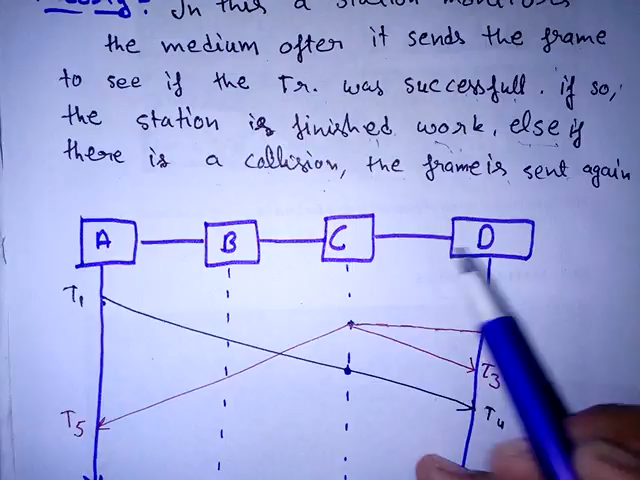 In this a station
the medium after it sends the frame
to see if the Tr. was successfull. if so,
the station is finished work, else if
there is a collision, the frame is sent again
A B C D
T1
T3
T4
T5